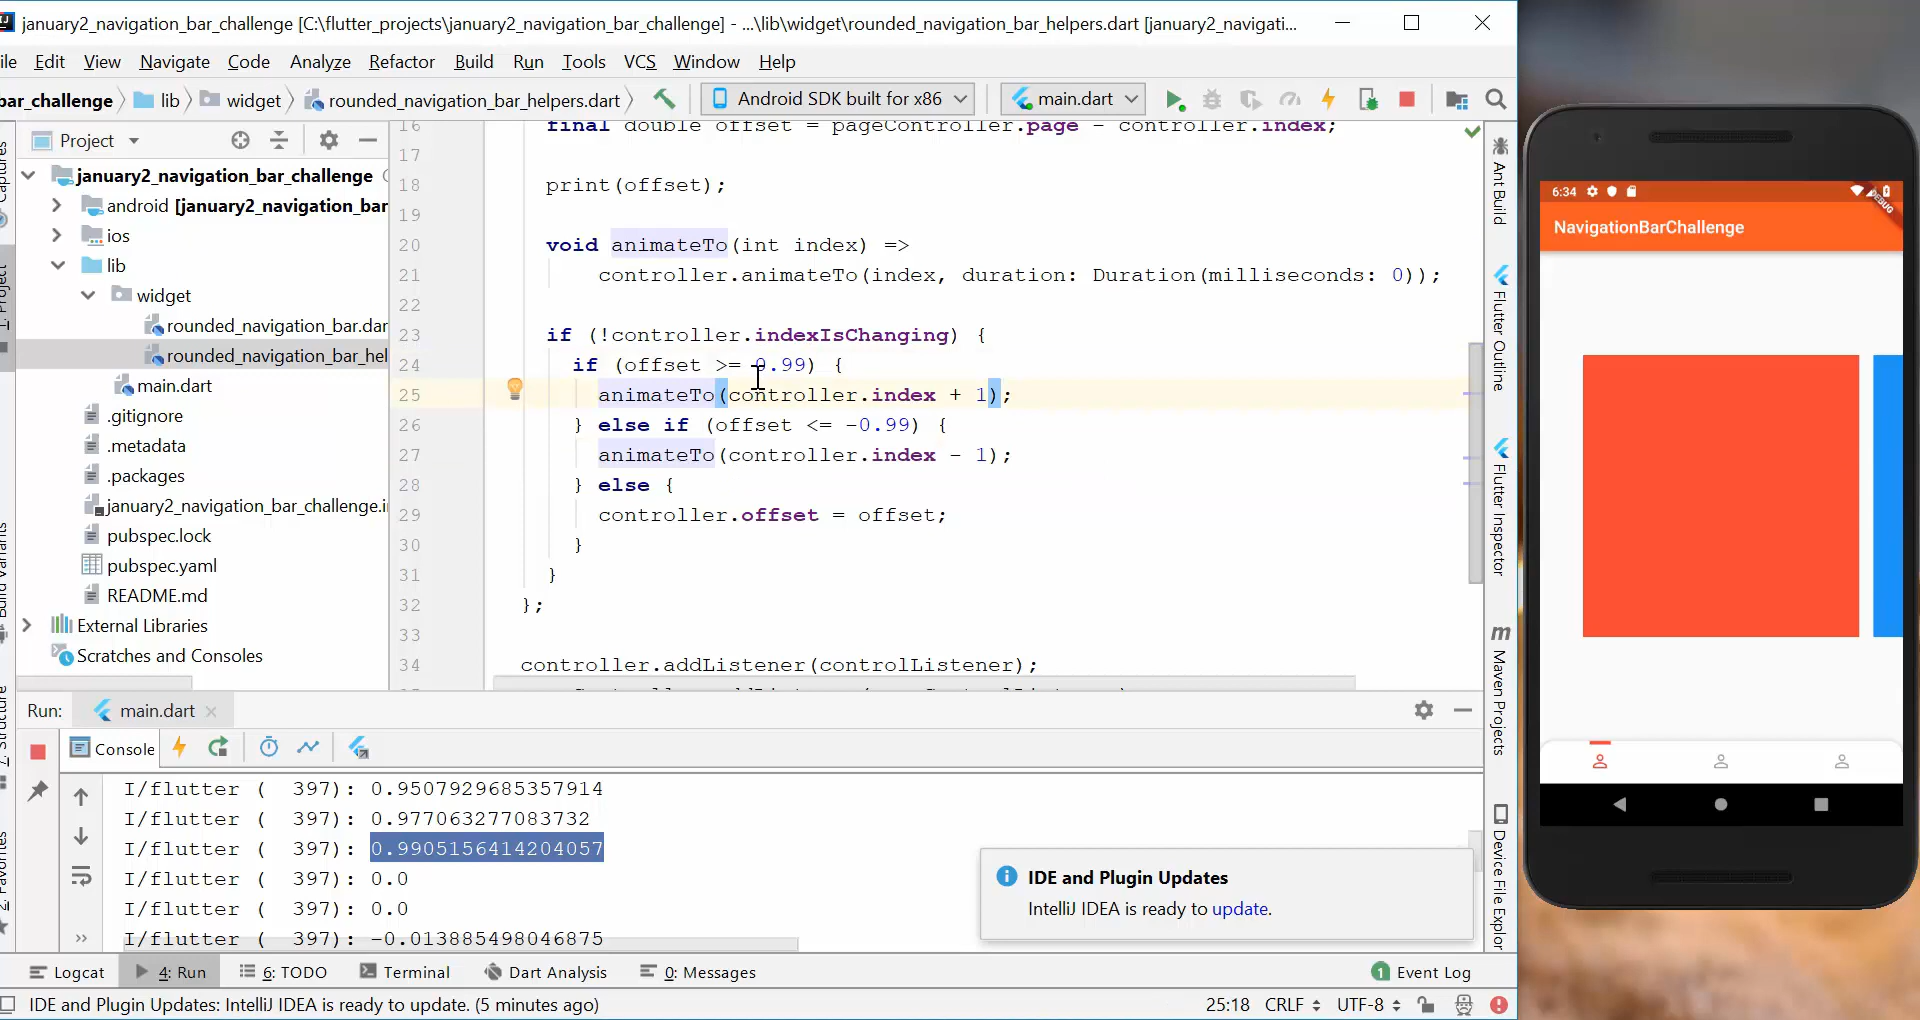 january2_navigation_bar_challenge [C:\flutter_projects\january2_navigation_bar_challenge] - ...\lib\widget\rounded_navigation_bar_helpers.dart [january2_navigati...
ile Edit View Navigate Code Analyze Refactor Build Run Tools VCS Window Help
bar_challenge lib widget rounded_navigation_bar_helpers.dart Android SDK built for x86 main.dart
Project
january2_navigation_bar_challenge
android [january2_navigation_bar
ios
lib
widget
rounded_navigation_bar.dar
rounded_navigation_bar_hel
main.dart
.gitignore
.metadata
.packages
january2_navigation_bar_challenge.i
pubspec.lock
pubspec.yaml
README.md
External Libraries
Scratches and Consoles
16 final double offset = pageController.page - controller.index;
17
18 print(offset);
19
20 void animateTo(int index) =>
21 controller.animateTo(index, duration: Duration(milliseconds: 0));
22
23 if (!controller.indexIsChanging) {
24 if (offset >= 0.99) {
25 animateTo(controller.index + 1);
26 } else if (offset <= -0.99) {
27 animateTo(controller.index - 1);
28 } else {
29 controller.offset = offset;
30 }
31 }
32 };
33
34 controller.addListener(controlListener);
Captures
1: Project
Build Variants
7: Structure
2: Favorites
Ant Build
Flutter Outline
Flutter Inspector
Maven Projects
Device File Explor
Run: main.dart
Console
I/flutter ( 397): 0.9507929685357914
I/flutter ( 397): 0.977063277083732
I/flutter ( 397): 0.9905156414204057
I/flutter ( 397): 0.0
I/flutter ( 397): 0.0
I/flutter ( 397): -0.013885498046875
IDE and Plugin Updates
IntelliJ IDEA is ready to update.
Logcat 4: Run 6: TODO Terminal Dart Analysis 0: Messages 1 Event Log
IDE and Plugin Updates: IntelliJ IDEA is ready to update. (5 minutes ago) 25:18 CRLF UTF-8
6:34
DEBUG
NavigationBarChallenge